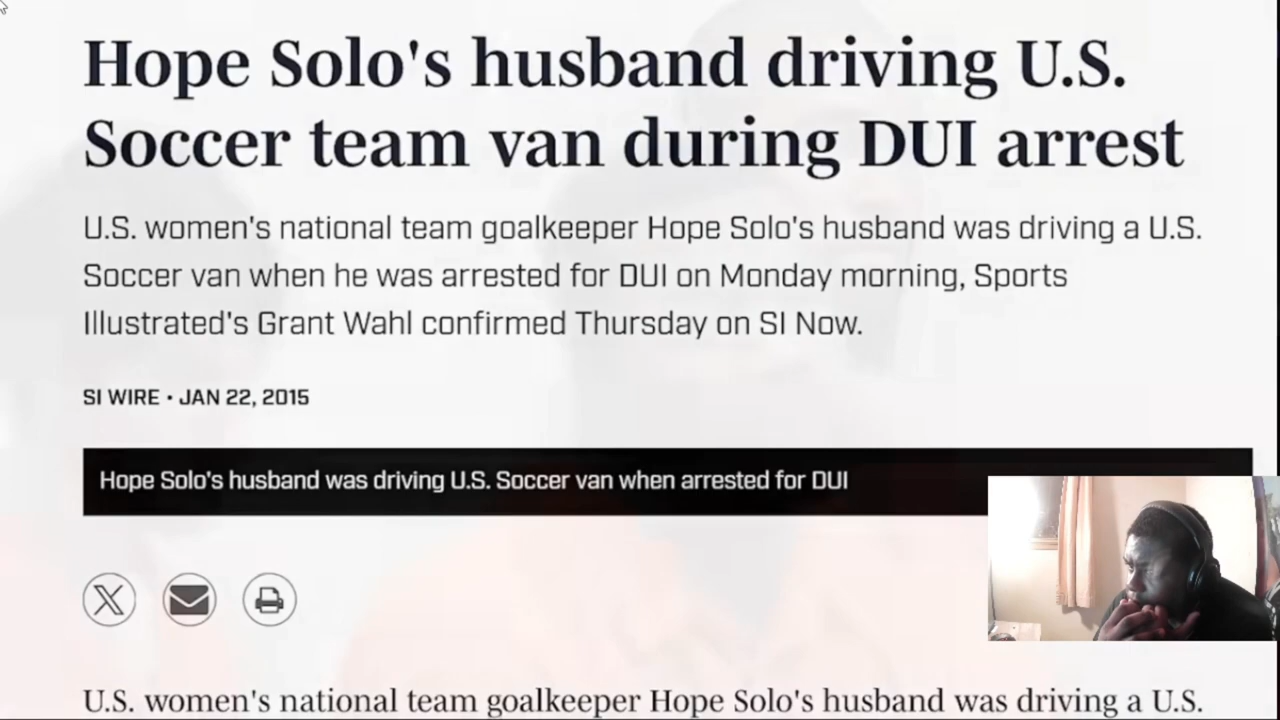 Hope Solo's husband driving U.S.
Soccer team van during DUI arrest
U.S. women's national team goalkeeper Hope Solo's husband was driving a U.S.
Soccer van when he was arrested for DUI on Monday morning, Sports
Illustrated's Grant Wahl confirmed Thursday on SI Now.
SI WIRE • JAN 22, 2015
Hope Solo's husband was driving U.S. Soccer van when arrested for DUI
U.S. women's national team goalkeeper Hope Solo's husband was driving a U.S.